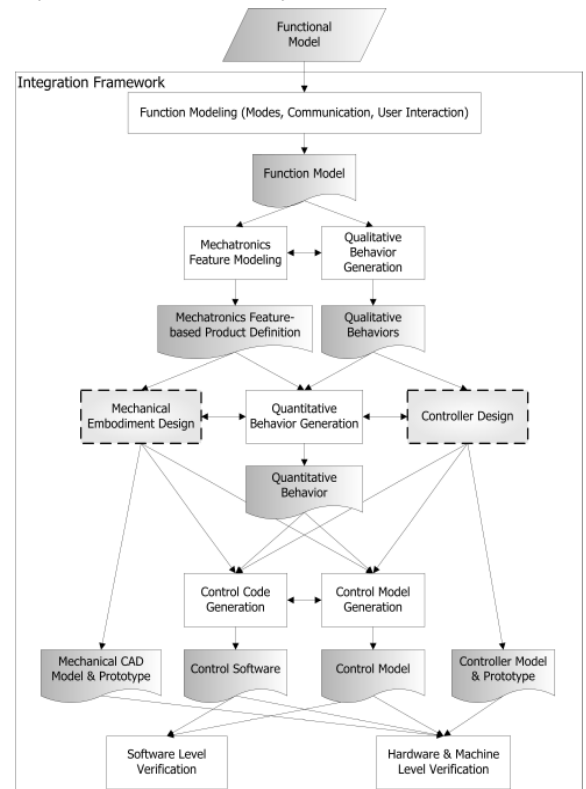 Functional
Model
Integration Framework
Function Modeling (Modes, Communication, User Interaction)
Function Model
Mechatronics
Feature Modeling
Qualitative
Behavior
Generation
Mechatronics Feature-
based Product Definition
Qualitative
Behaviors
Mechanical
Embodiment Design
Quantitative
Behavior Generation
Controller Design
Quantitative
Behavior
Control Code
Generation
Control Model
Generation
Mechanical CAD
Model & Prototype
Control Software
Control Model
Controller Model
& Prototype
Software Level
Verification
Hardware & Machine
Level Verification